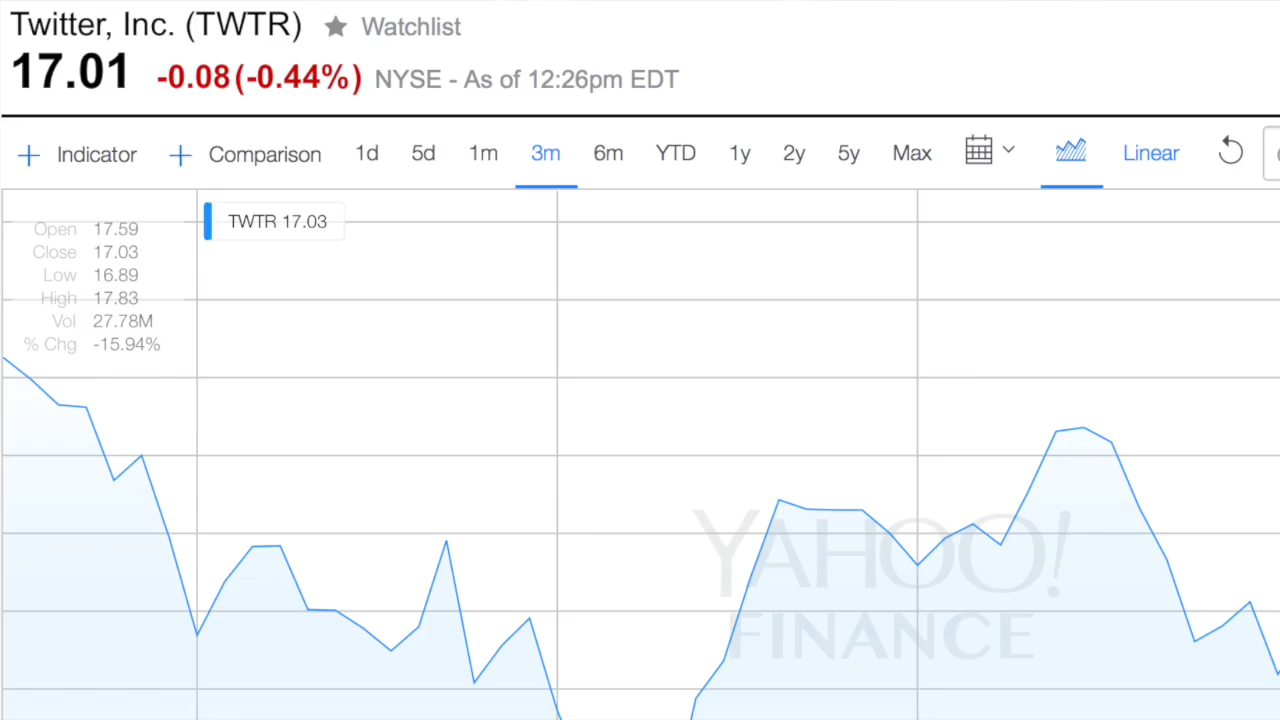 Twitter, Inc. (TWTR) ★ Watchlist
17.01 -0.08 (-0.44%) NYSE - As of 12:26pm EDT
+ Indicator + Comparison 1d 5d 1m 3m 6m YTD 1y 2y 5y Max Linear
TWTR 17.03
Open 17.59
Close 17.03
Low 16.89
High 17.83
Vol 27.78M
% Chg -15.94%
YAHOO!
FINANCE